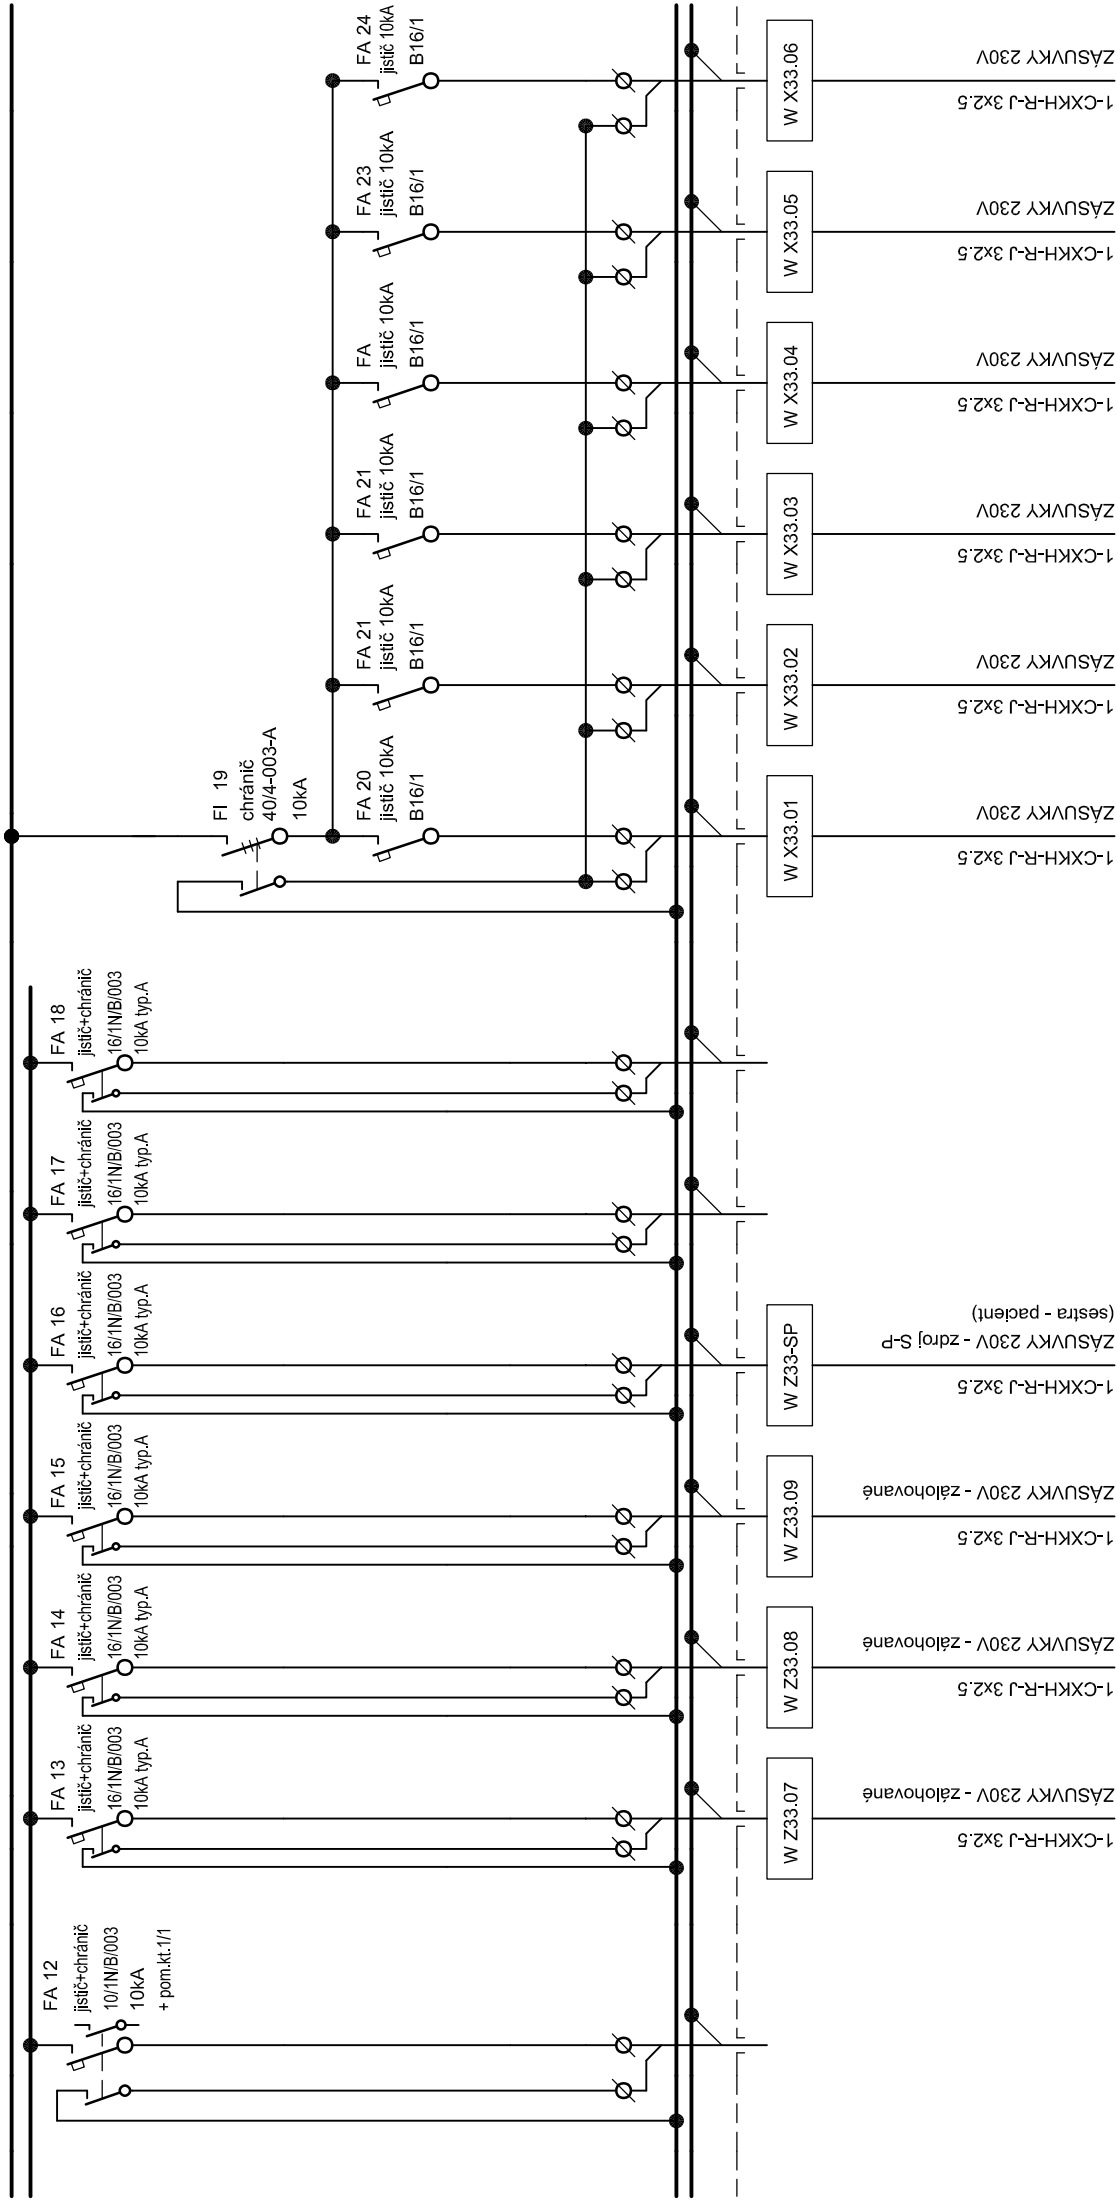 FA 12
jistič+chránič
10/1N/B/003
10kA
+ pom.kt.1/1
FA 13
jistič+chránič
16/1N/B/003
10kA typ.A
FA 14
jistič+chránič
16/1N/B/003
10kA typ.A
FA 15
jistič+chránič
16/1N/B/003
10kA typ.A
FA 16
jistič+chránič
16/1N/B/003
10kA typ.A
FA 17
jistič+chránič
16/1N/B/003
10kA typ.A
FA 18
jistič+chránič
16/1N/B/003
10kA typ.A
FI 19
chránič
40/4-003-A
10kA
FA 20
jistič 10kA
B16/1
FA 21
jistič 10kA
B16/1
FA 21
jistič 10kA
B16/1
FA
jistič 10kA
B16/1
FA 23
jistič 10kA
B16/1
FA 24
jistič 10kA
B16/1
W Z33.07
W Z33.08
W Z33.09
W Z33-SP
W X33.01
W X33.02
W X33.03
W X33.04
W X33.05
W X33.06
1-CXKH-R-J 3x2.5
ZÁSUVKY 230V - zálohované
1-CXKH-R-J 3x2.5
ZÁSUVKY 230V - zálohované
1-CXKH-R-J 3x2.5
ZÁSUVKY 230V - zálohované
1-CXKH-R-J 3x2.5
ZÁSUVKY 230V - zdroj S-P
(sestra - pacient)
1-CXKH-R-J 3x2.5
ZÁSUVKY 230V
1-CXKH-R-J 3x2.5
ZÁSUVKY 230V
1-CXKH-R-J 3x2.5
ZÁSUVKY 230V
1-CXKH-R-J 3x2.5
ZÁSUVKY 230V
1-CXKH-R-J 3x2.5
ZÁSUVKY 230V
1-CXKH-R-J 3x2.5
ZÁSUVKY 230V